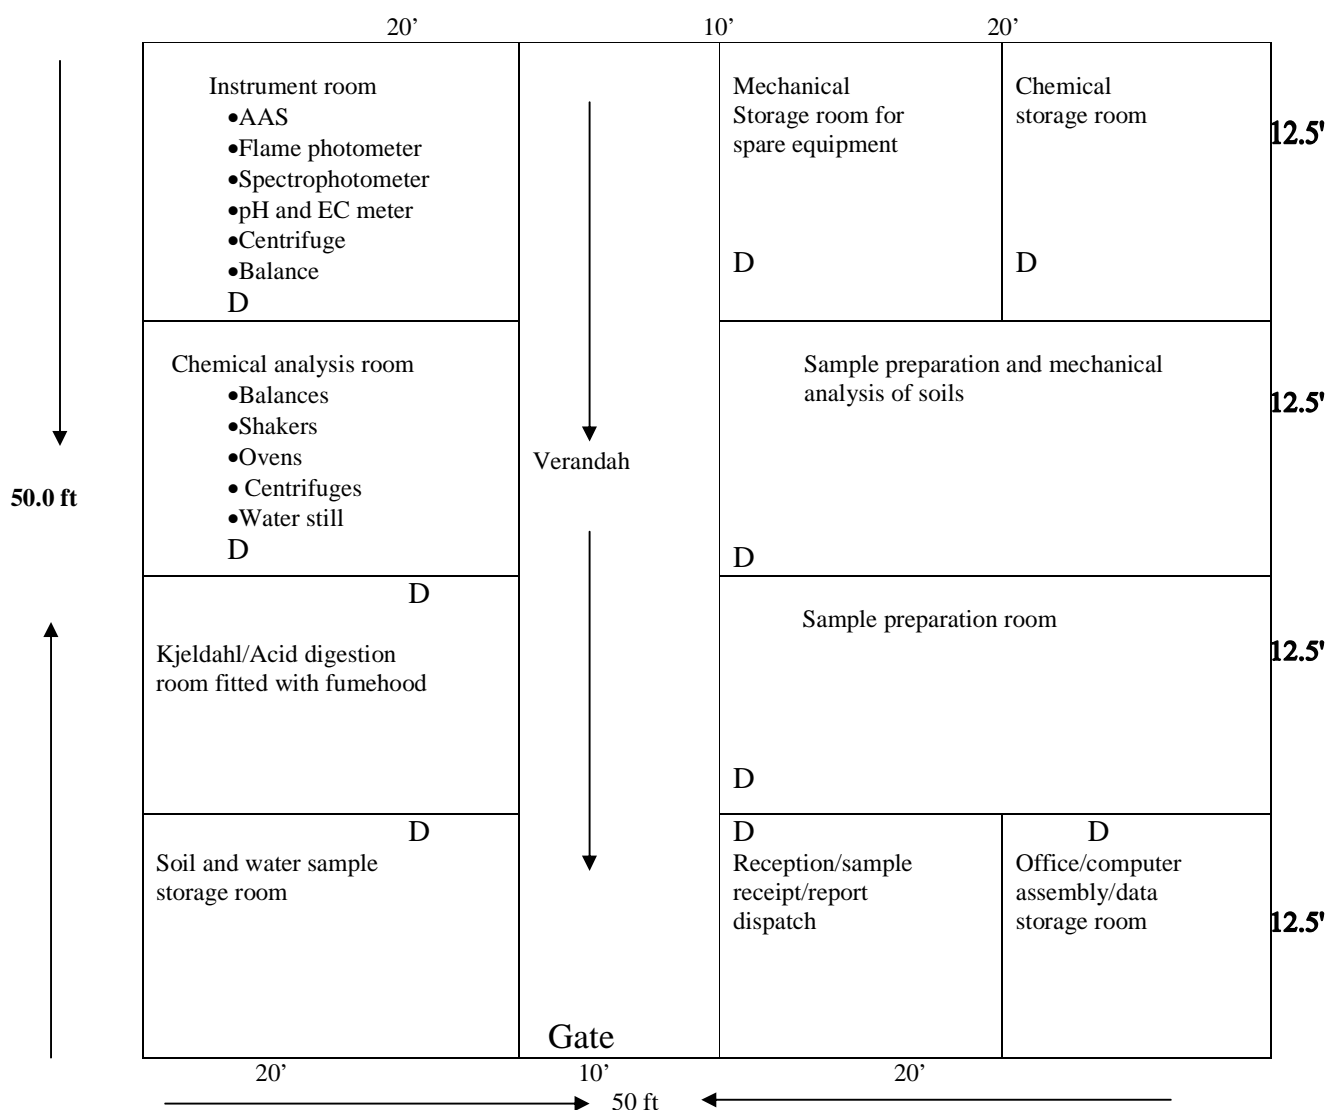 20’
10’
20’
Instrument room
•AAS
•Flame photometer
•Spectrophotometer
•pH and EC meter
•Centrifuge
•Balance
D
Mechanical
Storage room for
spare equipment
D
Chemical
storage room
D
12.5'
Chemical analysis room
•Balances
•Shakers
•Ovens
• Centrifuges
•Water still
D
Verandah
Sample preparation and mechanical
analysis of soils
D
12.5'
50.0 ft
D
Kjeldahl/Acid digestion
room fitted with fumehood
Sample preparation room
D
12.5'
D
Soil and water sample
storage room
D
Reception/sample
receipt/report
dispatch
D
Office/computer
assembly/data
storage room
12.5'
Gate
20’
10’
20’
50 ft